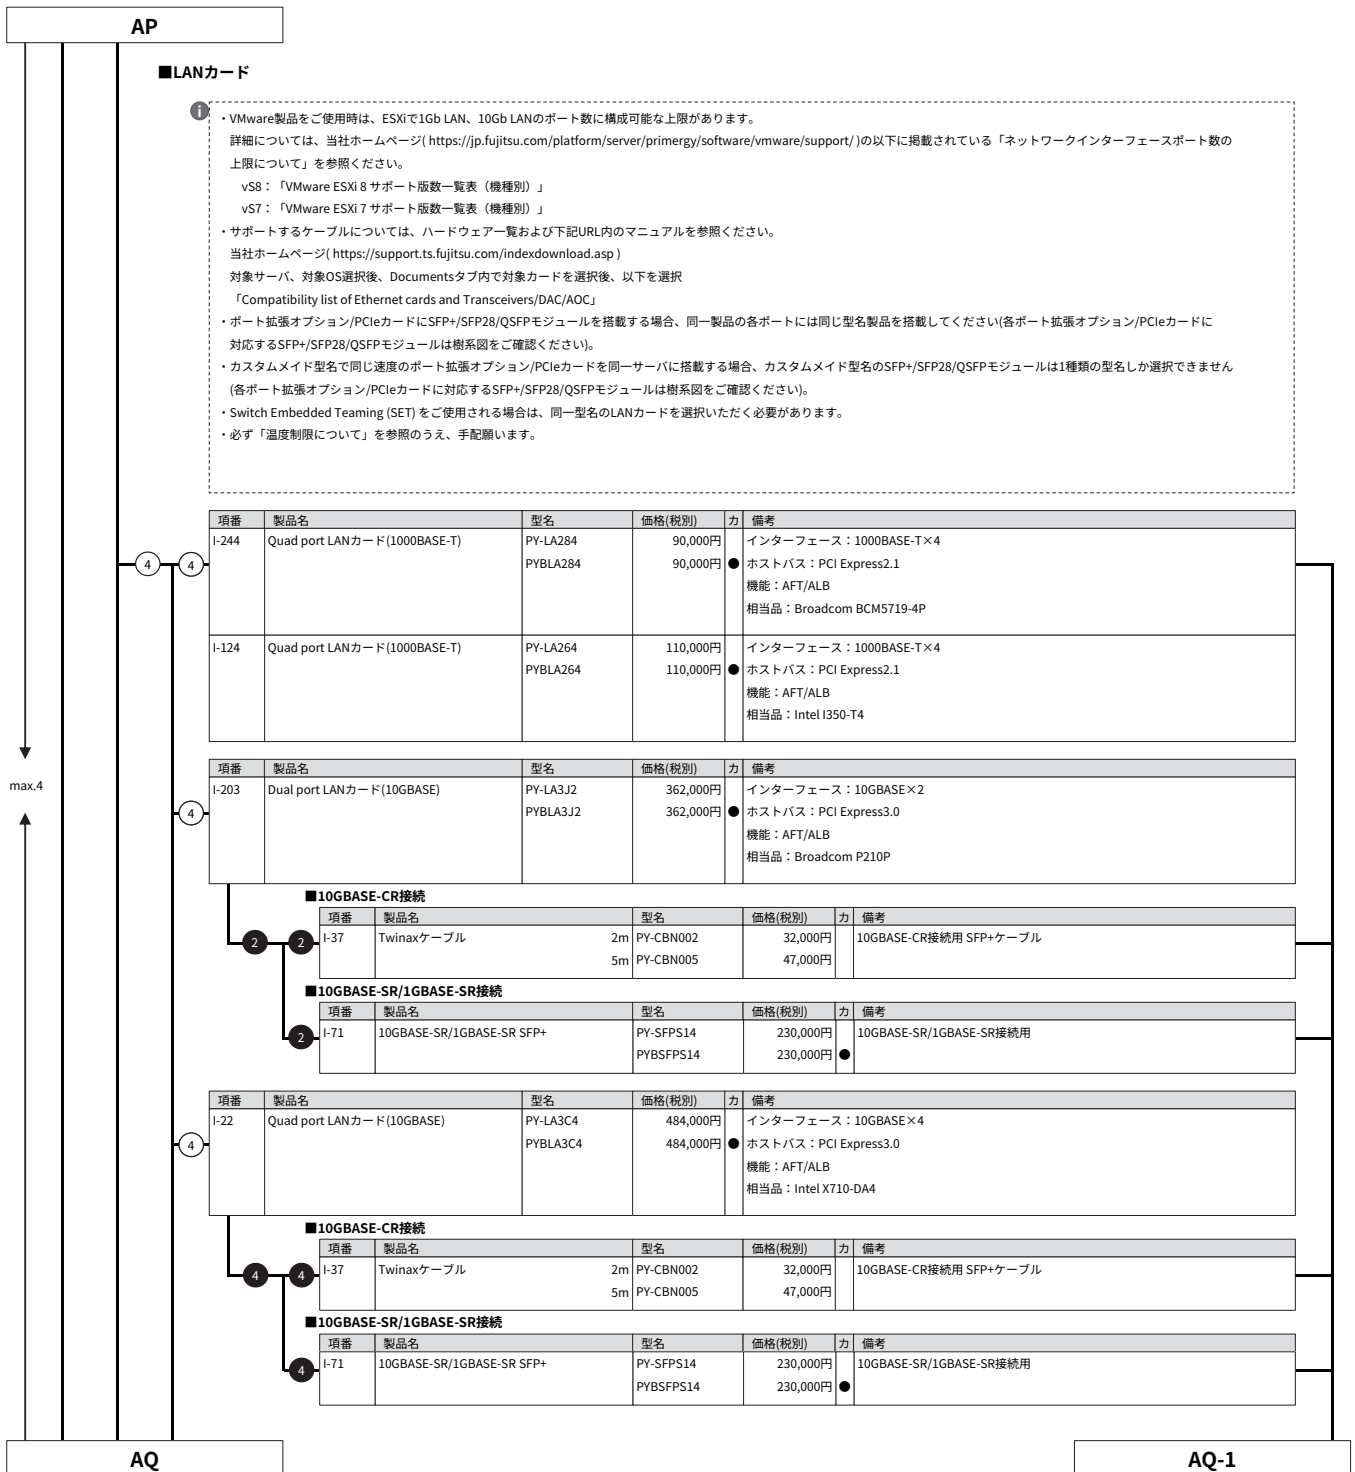 AP
■LANカード
i
・VMware製品をご使用時は、ESXiで1Gb LAN、10Gb LANのポート数に構成可能な上限があります。
詳細については、当社ホームページ( https://jp.fujitsu.com/platform/server/primergy/software/vmware/support/ )の以下に掲載されている「ネットワークインターフェースポート数の
上限について」を参照ください。
vS8：「VMware ESXi 8 サポート版数一覧表（機種別）」
vS7：「VMware ESXi 7 サポート版数一覧表（機種別）」
・サポートするケーブルについては、ハードウェア一覧および下記URL内のマニュアルを参照ください。
当社ホームページ( https://support.ts.fujitsu.com/indexdownload.asp )
対象サーバ、対象OS選択後、Documentsタブ内で対象カードを選択後、以下を選択
「Compatibility list of Ethernet cards and Transceivers/DAC/AOC」
・ポート拡張オプション/PCIeカードにSFP+/SFP28/QSFPモジュールを搭載する場合、同一製品の各ポートには同じ型名製品を搭載してください(各ポート拡張オプション/PCIeカードに
対応するSFP+/SFP28/QSFPモジュールは樹系図をご確認ください)。
・カスタムメイド型名で同じ速度のポート拡張オプション/PCIeカードを同一サーバに搭載する場合、カスタムメイド型名のSFP+/SFP28/QSFPモジュールは1種類の型名しか選択できません
(各ポート拡張オプション/PCIeカードに対応するSFP+/SFP28/QSFPモジュールは樹系図をご確認ください)。
・Switch Embedded Teaming (SET) をご使用される場合は、同一型名のLANカードを選択いただく必要があります。
・必ず「温度制限について」を参照のうえ、手配願います。
項番 製品名 型名 価格(税別) カ 備考
I-244 Quad port LANカード(1000BASE-T) PY-LA284 90,000円 インターフェース：1000BASE-T×4
4 4 PYBLA284 90,000円 ● ホストバス：PCI Express2.1
機能：AFT/ALB
相当品：Broadcom BCM5719-4P
I-124 Quad port LANカード(1000BASE-T) PY-LA264 110,000円 インターフェース：1000BASE-T×4
PYBLA264 110,000円 ● ホストバス：PCI Express2.1
機能：AFT/ALB
相当品：Intel I350-T4
max.4
項番 製品名 型名 価格(税別) カ 備考
I-203 Dual port LANカード(10GBASE) PY-LA3J2 362,000円 インターフェース：10GBASE×2
4 PYBLA3J2 362,000円 ● ホストバス：PCI Express3.0
機能：AFT/ALB
相当品：Broadcom P210P
■10GBASE-CR接続
項番 製品名 型名 価格(税別) カ 備考
2 2 I-37 Twinaxケーブル 2m PY-CBN002 32,000円 10GBASE-CR接続用 SFP+ケーブル
5m PY-CBN005 47,000円
■10GBASE-SR/1GBASE-SR接続
項番 製品名 型名 価格(税別) カ 備考
2 I-71 10GBASE-SR/1GBASE-SR SFP+ PY-SFPS14 230,000円 10GBASE-SR/1GBASE-SR接続用
PYBSFPS14 230,000円 ●
項番 製品名 型名 価格(税別) カ 備考
I-22 Quad port LANカード(10GBASE) PY-LA3C4 484,000円 インターフェース：10GBASE×4
4 PYBLA3C4 484,000円 ● ホストバス：PCI Express3.0
機能：AFT/ALB
相当品：Intel X710-DA4
■10GBASE-CR接続
項番 製品名 型名 価格(税別) カ 備考
4 4 I-37 Twinaxケーブル 2m PY-CBN002 32,000円 10GBASE-CR接続用 SFP+ケーブル
5m PY-CBN005 47,000円
■10GBASE-SR/1GBASE-SR接続
項番 製品名 型名 価格(税別) カ 備考
4 I-71 10GBASE-SR/1GBASE-SR SFP+ PY-SFPS14 230,000円 10GBASE-SR/1GBASE-SR接続用
PYBSFPS14 230,000円 ●
AQ AQ-1